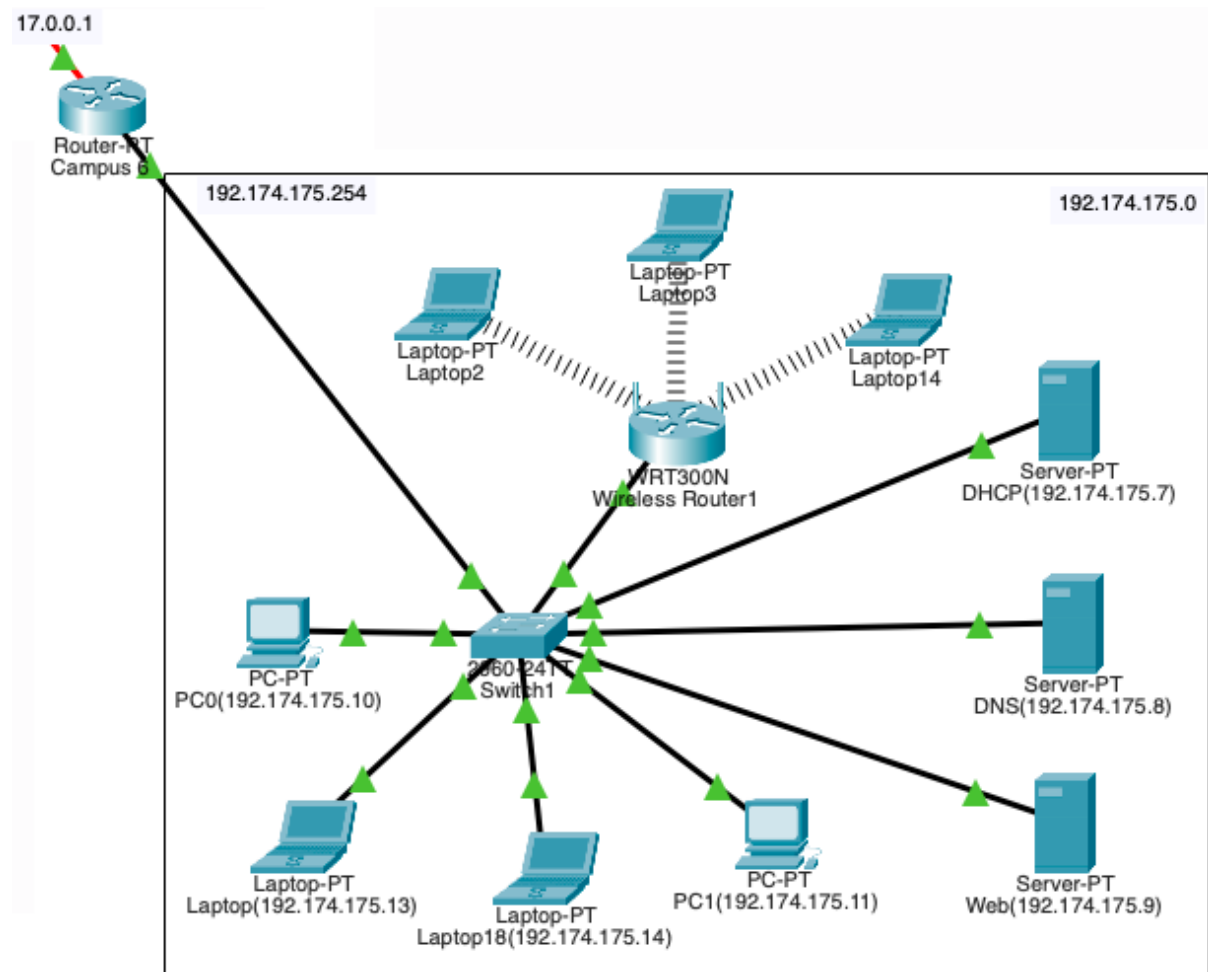 17.0.0.1
Router-PT
Campus 6
192.174.175.254
192.174.175.0
Laptop-PT
Laptop3
Laptop-PT
Laptop2
Laptop-PT
Laptop14
WRT300N
Wireless Router1
Server-PT
DHCP(192.174.175.7)
PC-PT
PC0(192.174.175.10)
2960-24TT
Switch1
Server-PT
DNS(192.174.175.8)
Laptop-PT
Laptop(192.174.175.13)
Laptop-PT
Laptop18(192.174.175.14)
PC-PT
PC1(192.174.175.11)
Server-PT
Web(192.174.175.9)